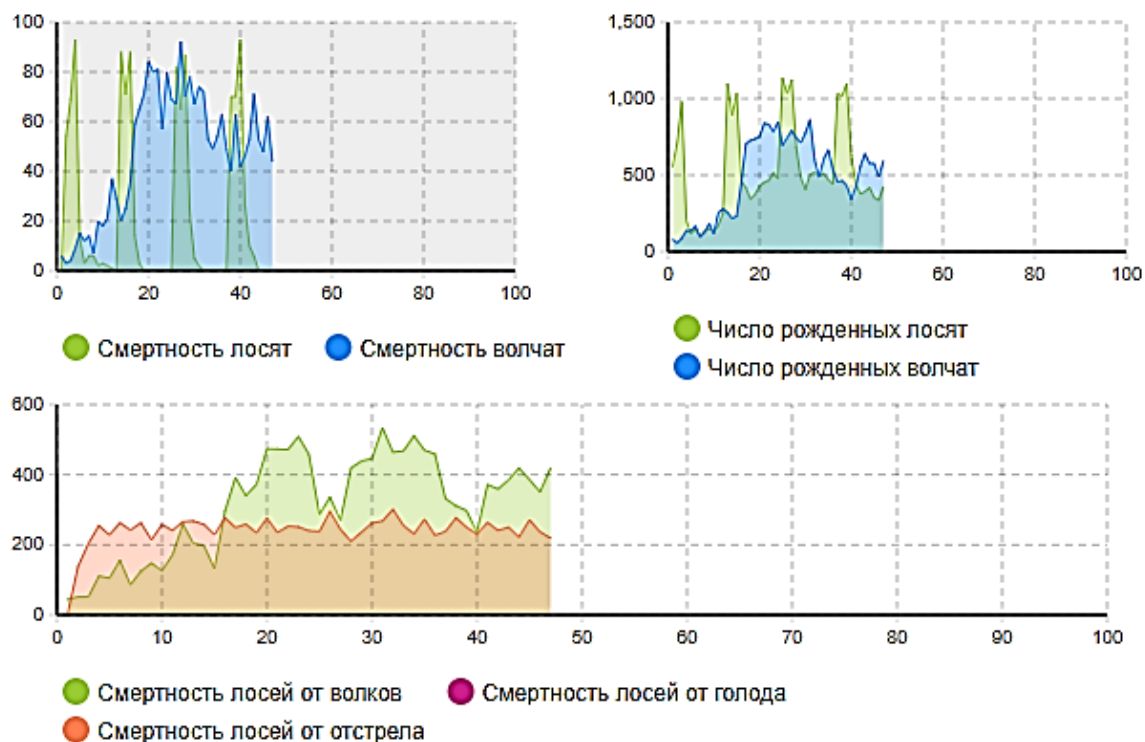 100
80
60
40
20
0
0 20 40 60 80 100
Смертность лосят Смертность волчат
1,500
1,000
500
0
0 20 40 60 80 100
Число рожденных лосят
Число рожденных волчат
600
400
200
0
0 10 20 30 40 50 60 70 80 90 100
Смертность лосей от волков Смертность лосей от голода
Смертность лосей от отстрела